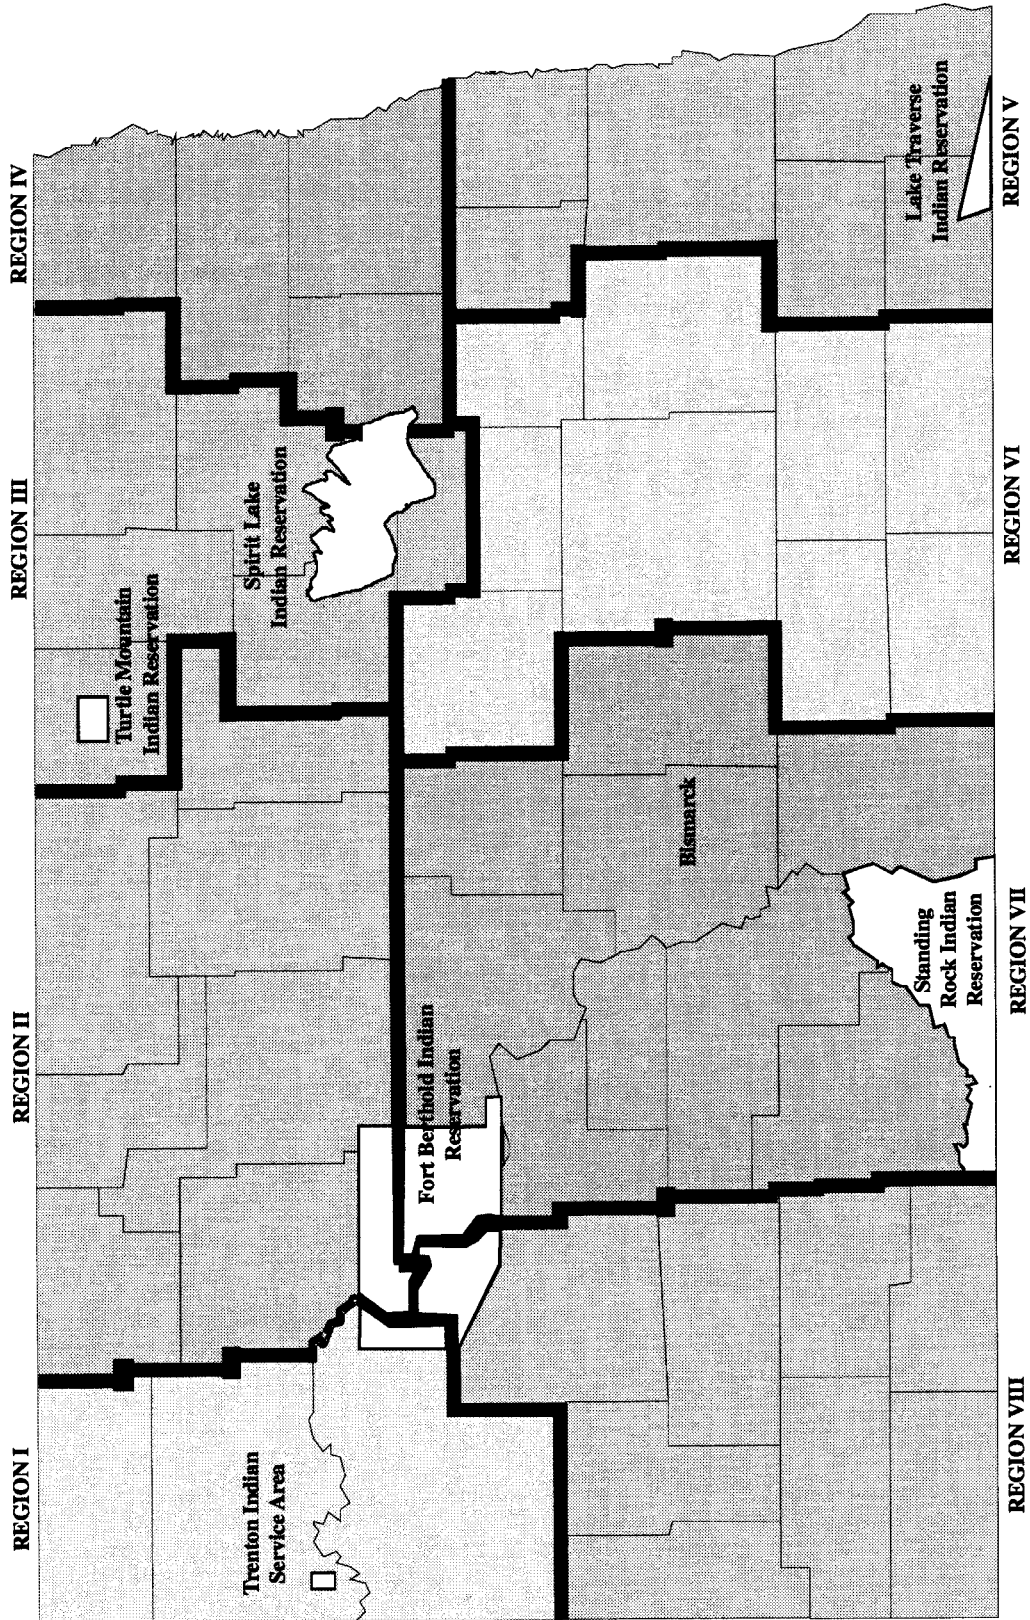 REGION I
REGION II
REGION III
REGION IV
Trenton Indian
Service Area
Turtle Mountain
Indian Reservation
Spirit Lake
Indian Reservation
Fort Berthold Indian
Reservation
Bismarck
Standing
Rock Indian
Reservation
Lake Traverse
Indian Reservation
REGION VIII
REGION VII
REGION VI
REGION V